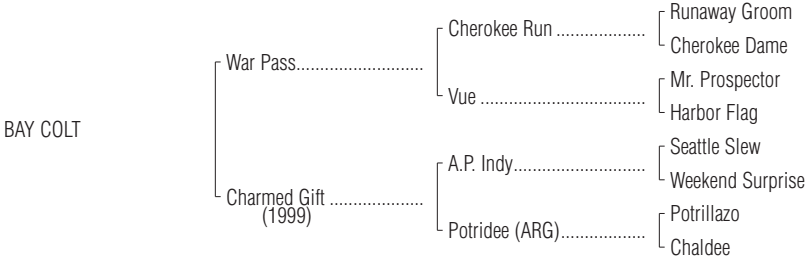 Runaway Groom
Cherokee Run ....................
Cherokee Dame
War Pass...........................
Mr. Prospector
Vue ...................................
Harbor Flag
BAY COLT
Seattle Slew
A.P. Indy............................
Weekend Surprise
Charmed Gift ....................
(1999)
Potrillazo
Potridee (ARG)..................
Chaldee